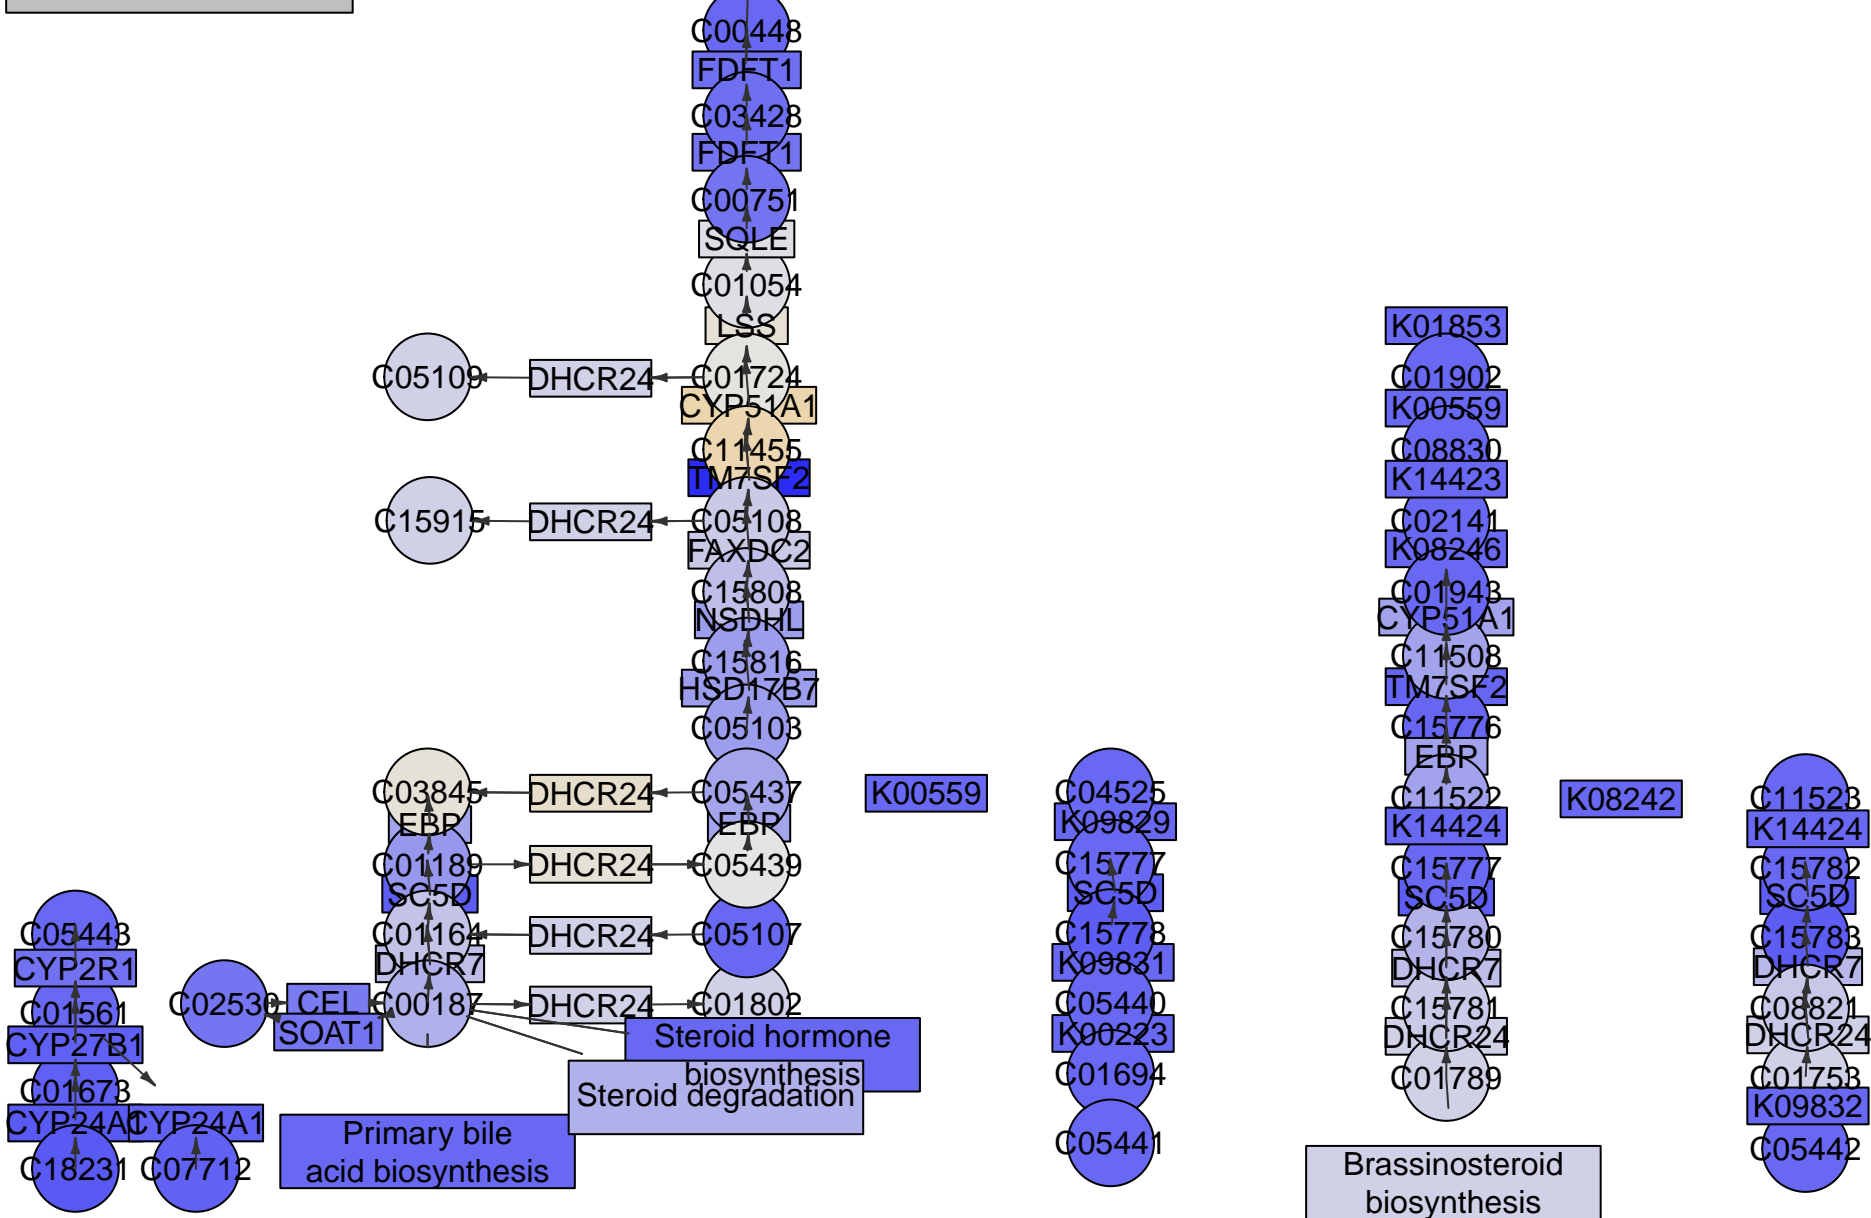 C00448
FDFT1
C03428
FDFT1
C00751
SQLE
C01054
LSS
C05109
DHCR24
C01724
CYP51A1
C11455
TM7SF2
C15915
DHCR24
C05108
FAXDC2
C15808
NSDHL
C15816
HSD17B7
C05103
C03845
DHCR24
C05437
EBP
EBP
C01189
DHCR24
C05439
SC5D
C01164
DHCR24
C05107
DHCR7
C02530
CEL
SOAT1
C00187
DHCR24
C01802
C05443
CYP2R1
C01561
CYP27B1
C01673
CYP24A1
CYP24A1
C18231
C07712
Steroid hormone
biosynthesis
Steroid degradation
Primary bile
acid biosynthesis
K00559
C04525
K09829
C15777
SC5D
C15778
K09831
C05440
K00223
C01694
C05441
K01853
C01902
K00559
C08830
K14423
C02141
K08246
C01943
CYP51A1
C11508
TM7SF2
C15776
EBP
C11522
K14424
C15777
SC5D
C15780
DHCR7
C15781
DHCR24
C01789
Brassinosteroid
biosynthesis
K08242
C11523
K14424
C15782
SC5D
C15783
DHCR7
C08821
DHCR24
C01753
K09832
C05442